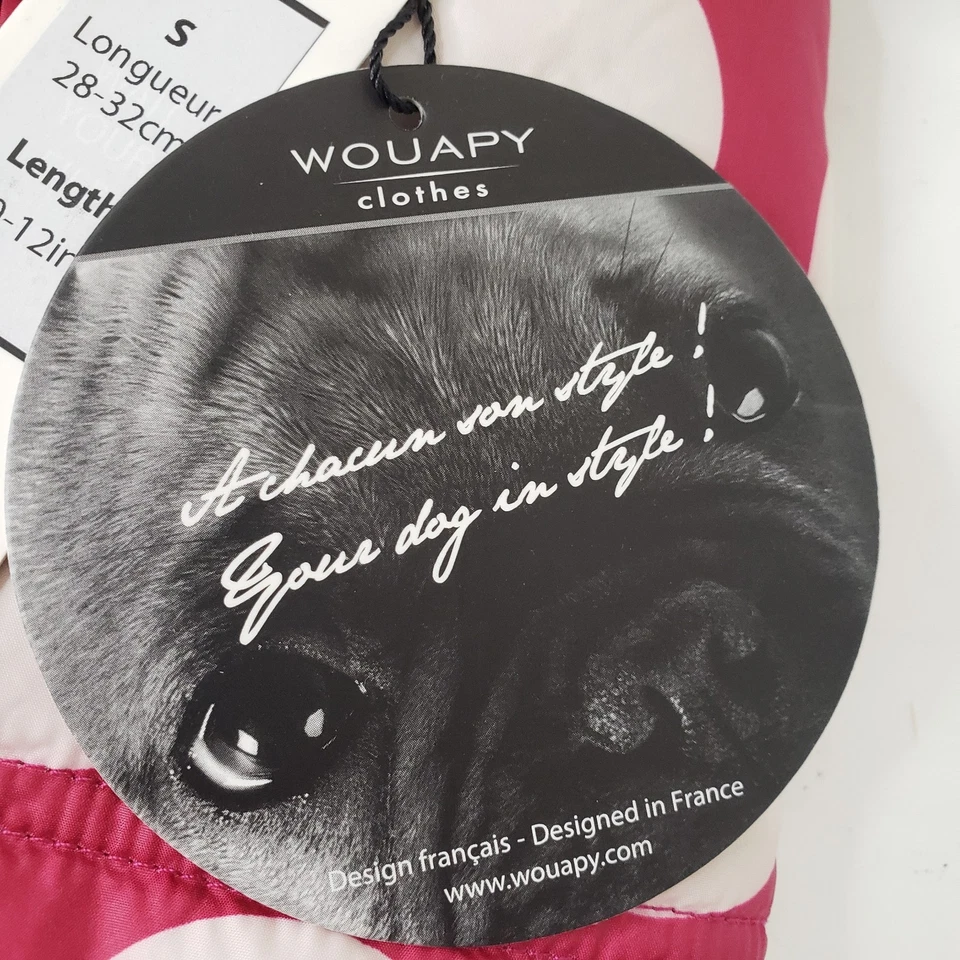 S
Longueur
28-32cm
Length
-12in
WOUAPY
clothes
A chacun son style !
Your dog in style !
Design français - Designed in France
www.wouapy.com